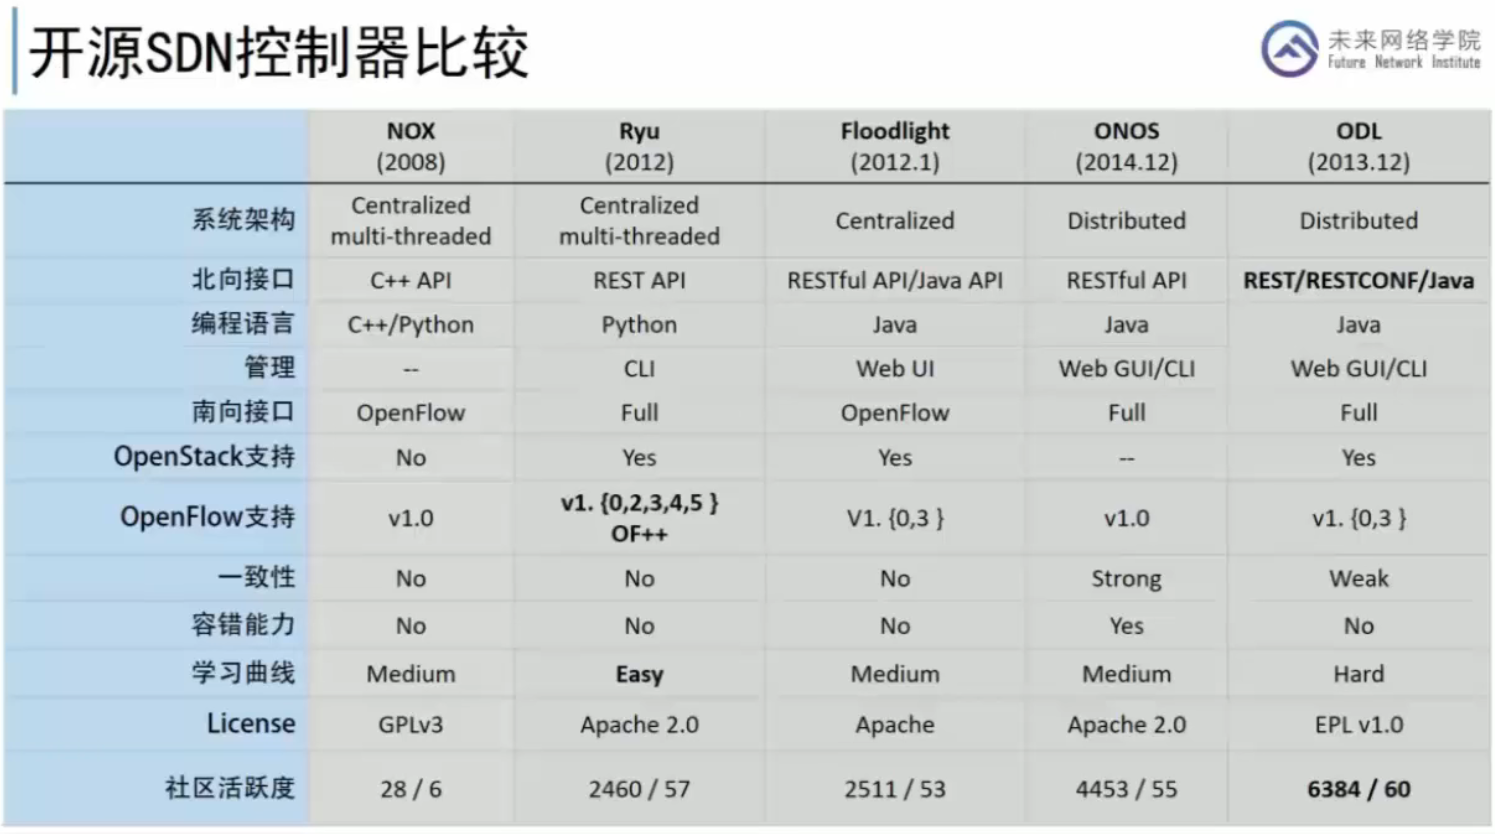 开源SDN控制器比较
未来网络学院
Future Network Institute
NOX Ryu Floodlight ONOS ODL
(2008) (2012) (2012.1) (2014.12) (2013.12)
系统架构 Centralized multi-threaded Centralized multi-threaded Centralized Distributed Distributed
北向接口 C++ API REST API RESTful API/Java API RESTful API REST/RESTCONF/Java
编程语言 C++/Python Python Java Java Java
管理 -- CLI Web UI Web GUI/CLI Web GUI/CLI
南向接口 OpenFlow Full OpenFlow Full Full
OpenStack支持 No Yes Yes -- Yes
OpenFlow支持 v1.0 v1. {0,2,3,4,5 } OF++ V1. {0,3 } v1.0 v1. {0,3 }
一致性 No No No Strong Weak
容错能力 No No No Yes No
学习曲线 Medium Easy Medium Medium Hard
License GPLv3 Apache 2.0 Apache Apache 2.0 EPL v1.0
社区活跃度 28 / 6 2460 / 57 2511 / 53 4453 / 55 6384 / 60